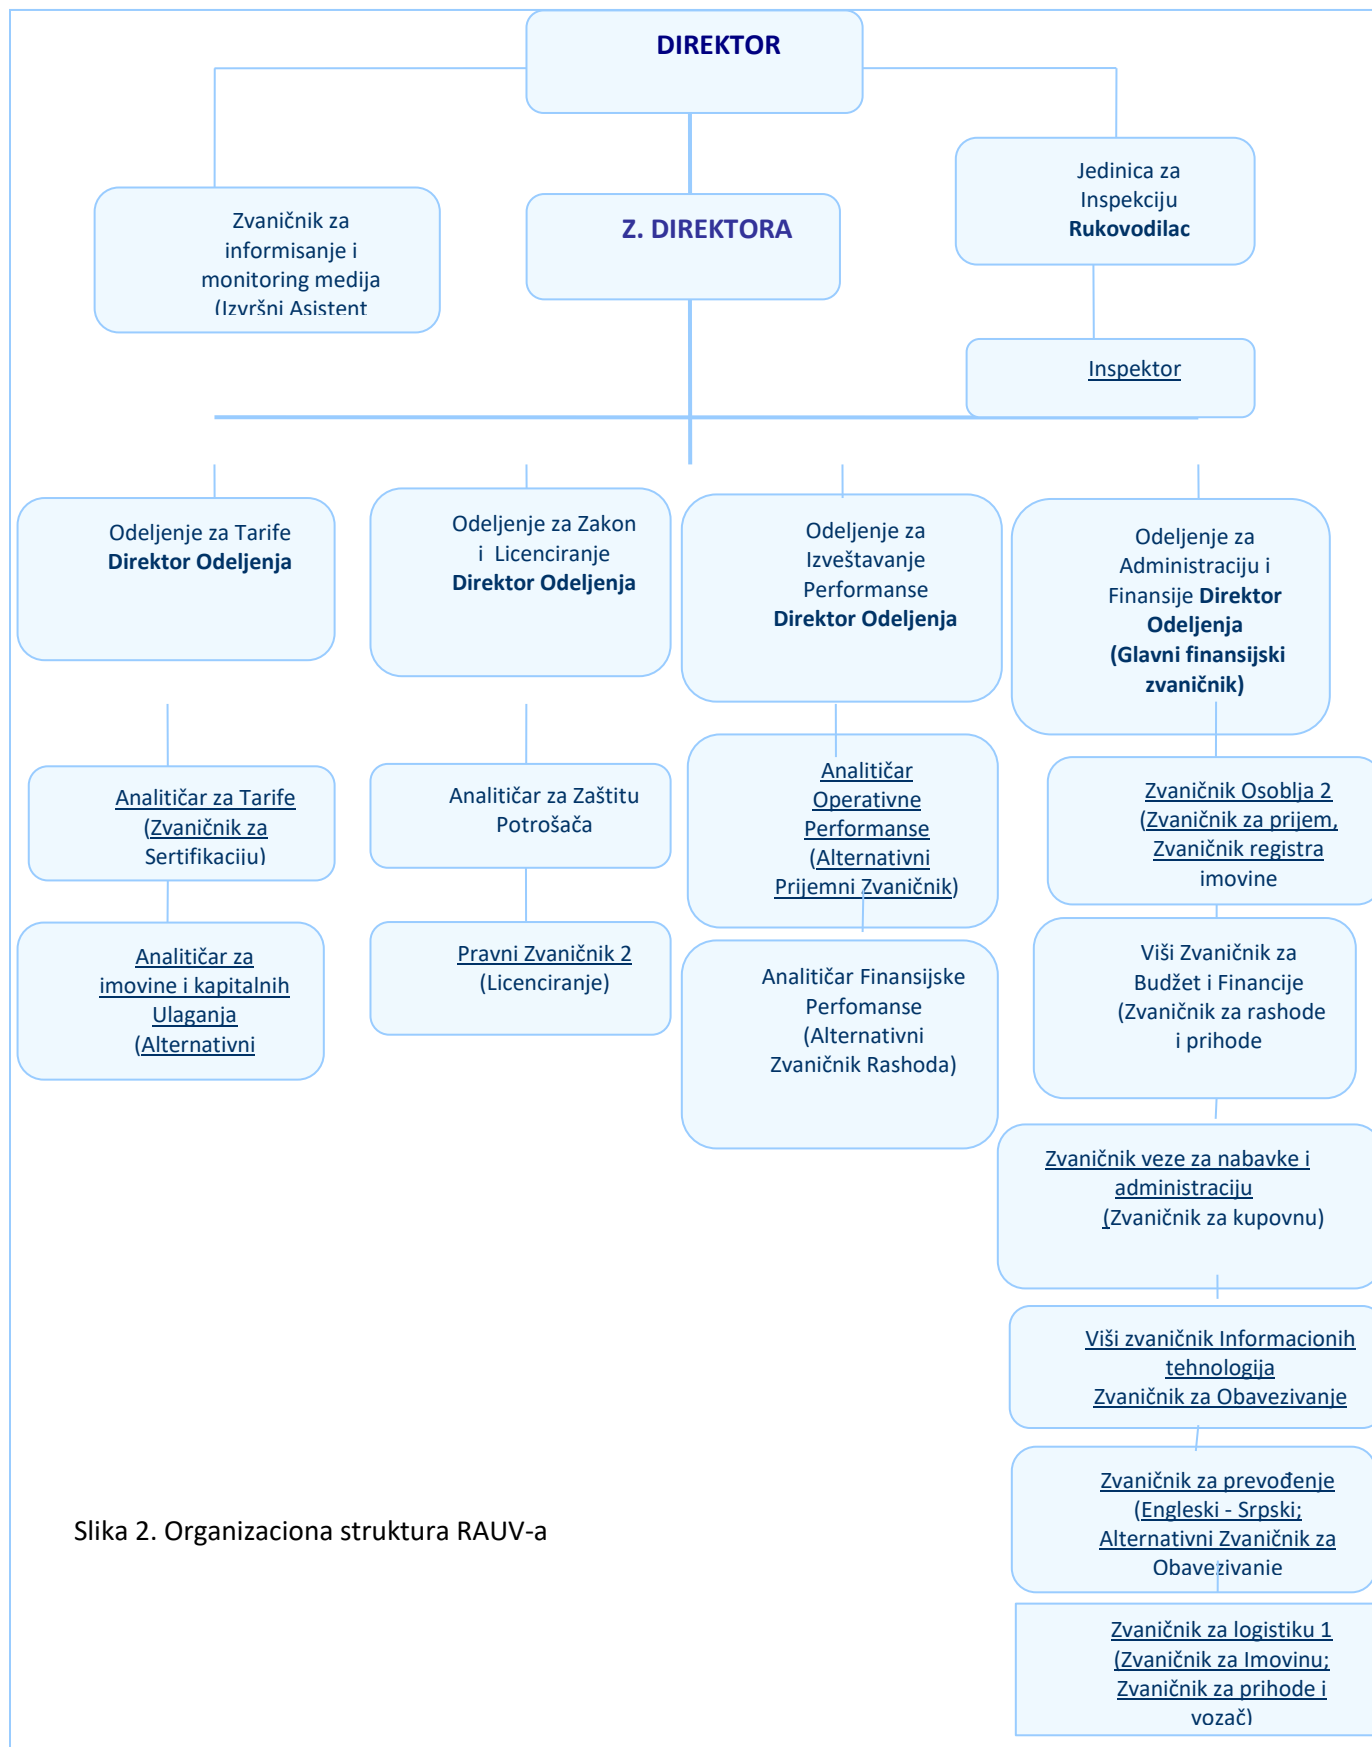 DIREKTOR
Zvaničnik za
informisanje i
monitoring medija
(Izvršni Asistent
Z. DIREKTORA
Jedinica za
Inspekciju
Rukovodilac
Inspektor
Odeljenje za Tarife
Direktor Odeljenja
Odeljenje za Zakon
i Licenciranje
Direktor Odeljenja
Odeljenje za
Izveštavanje
Performanse
Direktor Odeljenja
Odeljenje za
Administraciju i
Finansije Direktor
Odeljenja
(Glavni finansijski
zvaničnik)
Analitičar za Tarife
(Zvaničnik za
Sertifikaciju)
Analitičar za
imovine i kapitalnih
Ulaganja
(Alternativni
Analitičar za Zaštitu
Potrošača
Pravni Zvaničnik 2
(Licenciranje)
Analitičar
Operativne
Performanse
(Alternativni
Prijemni Zvaničnik)
Analitičar Finansijske
Perfomanse
(Alternativni
Zvaničnik Rashoda)
Zvaničnik Osoblja 2
(Zvaničnik za prijem,
Zvaničnik registra
imovine
Viši Zvaničnik za
Budžet i Financije
(Zvaničnik za rashode
i prihode
Zvaničnik veze za nabavke i
administraciju
(Zvaničnik za kupovnu)
Viši zvaničnik Informacionih
tehnologija
Zvaničnik za Obavezivanje
Zvaničnik za prevođenje
(Engleski - Srpski;
Alternativni Zvaničnik za
Obavezivanje
Zvaničnik za logistiku 1
(Zvaničnik za Imovinu;
Zvaničnik za prihode i
vozač)
Slika 2. Organizaciona struktura RAUV-a